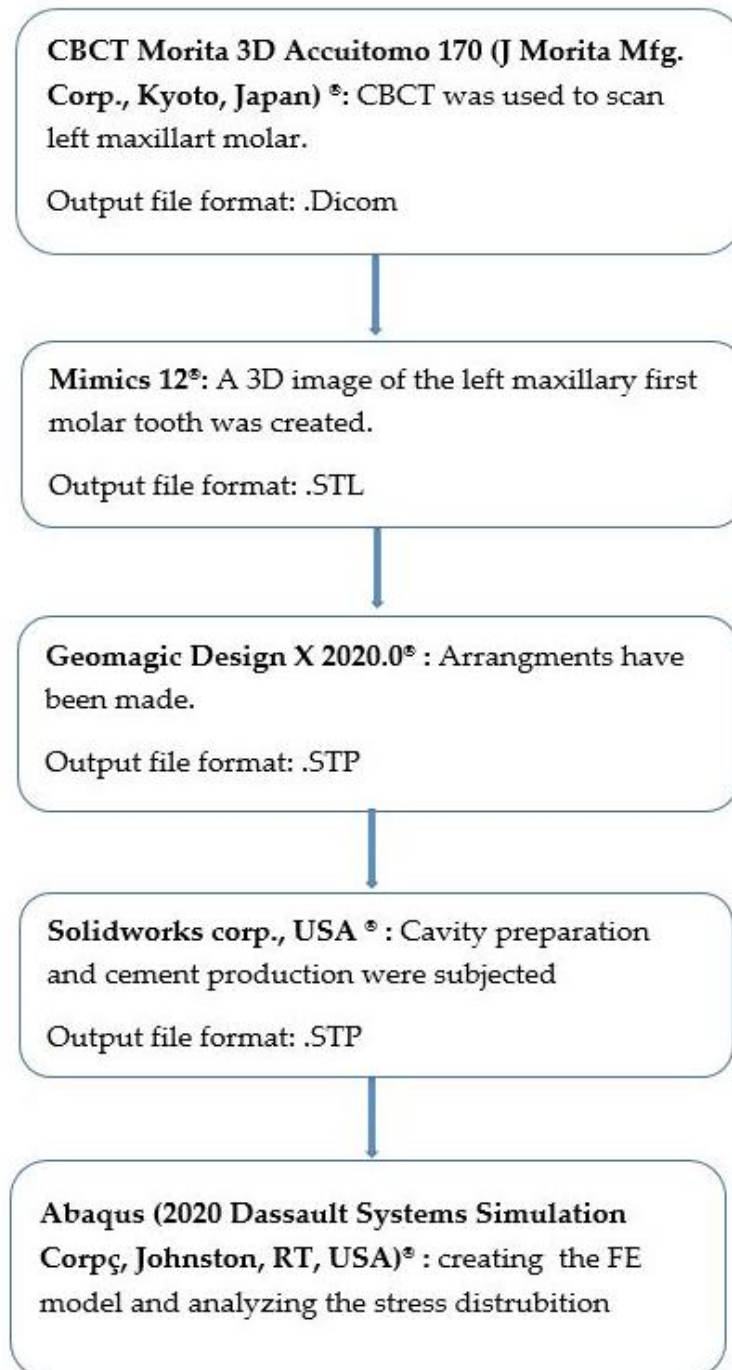 CBCT Morita 3D Accuitomo 170 (J Morita Mfg.
Corp., Kyoto, Japan) ®: CBCT was used to scan
left maxillart molar.
Output file format: .Dicom
Mimics 12®: A 3D image of the left maxillary first
molar tooth was created.
Output file format: .STL
Geomagic Design X 2020.0® : Arrangments have
been made.
Output file format: .STP
Solidworks corp., USA ® : Cavity preparation
and cement production were subjected
Output file format: .STP
Abaqus (2020 Dassault Systems Simulation
Corpç, Johnston, RT, USA)® : creating the FE
model and analyzing the stress distrubition